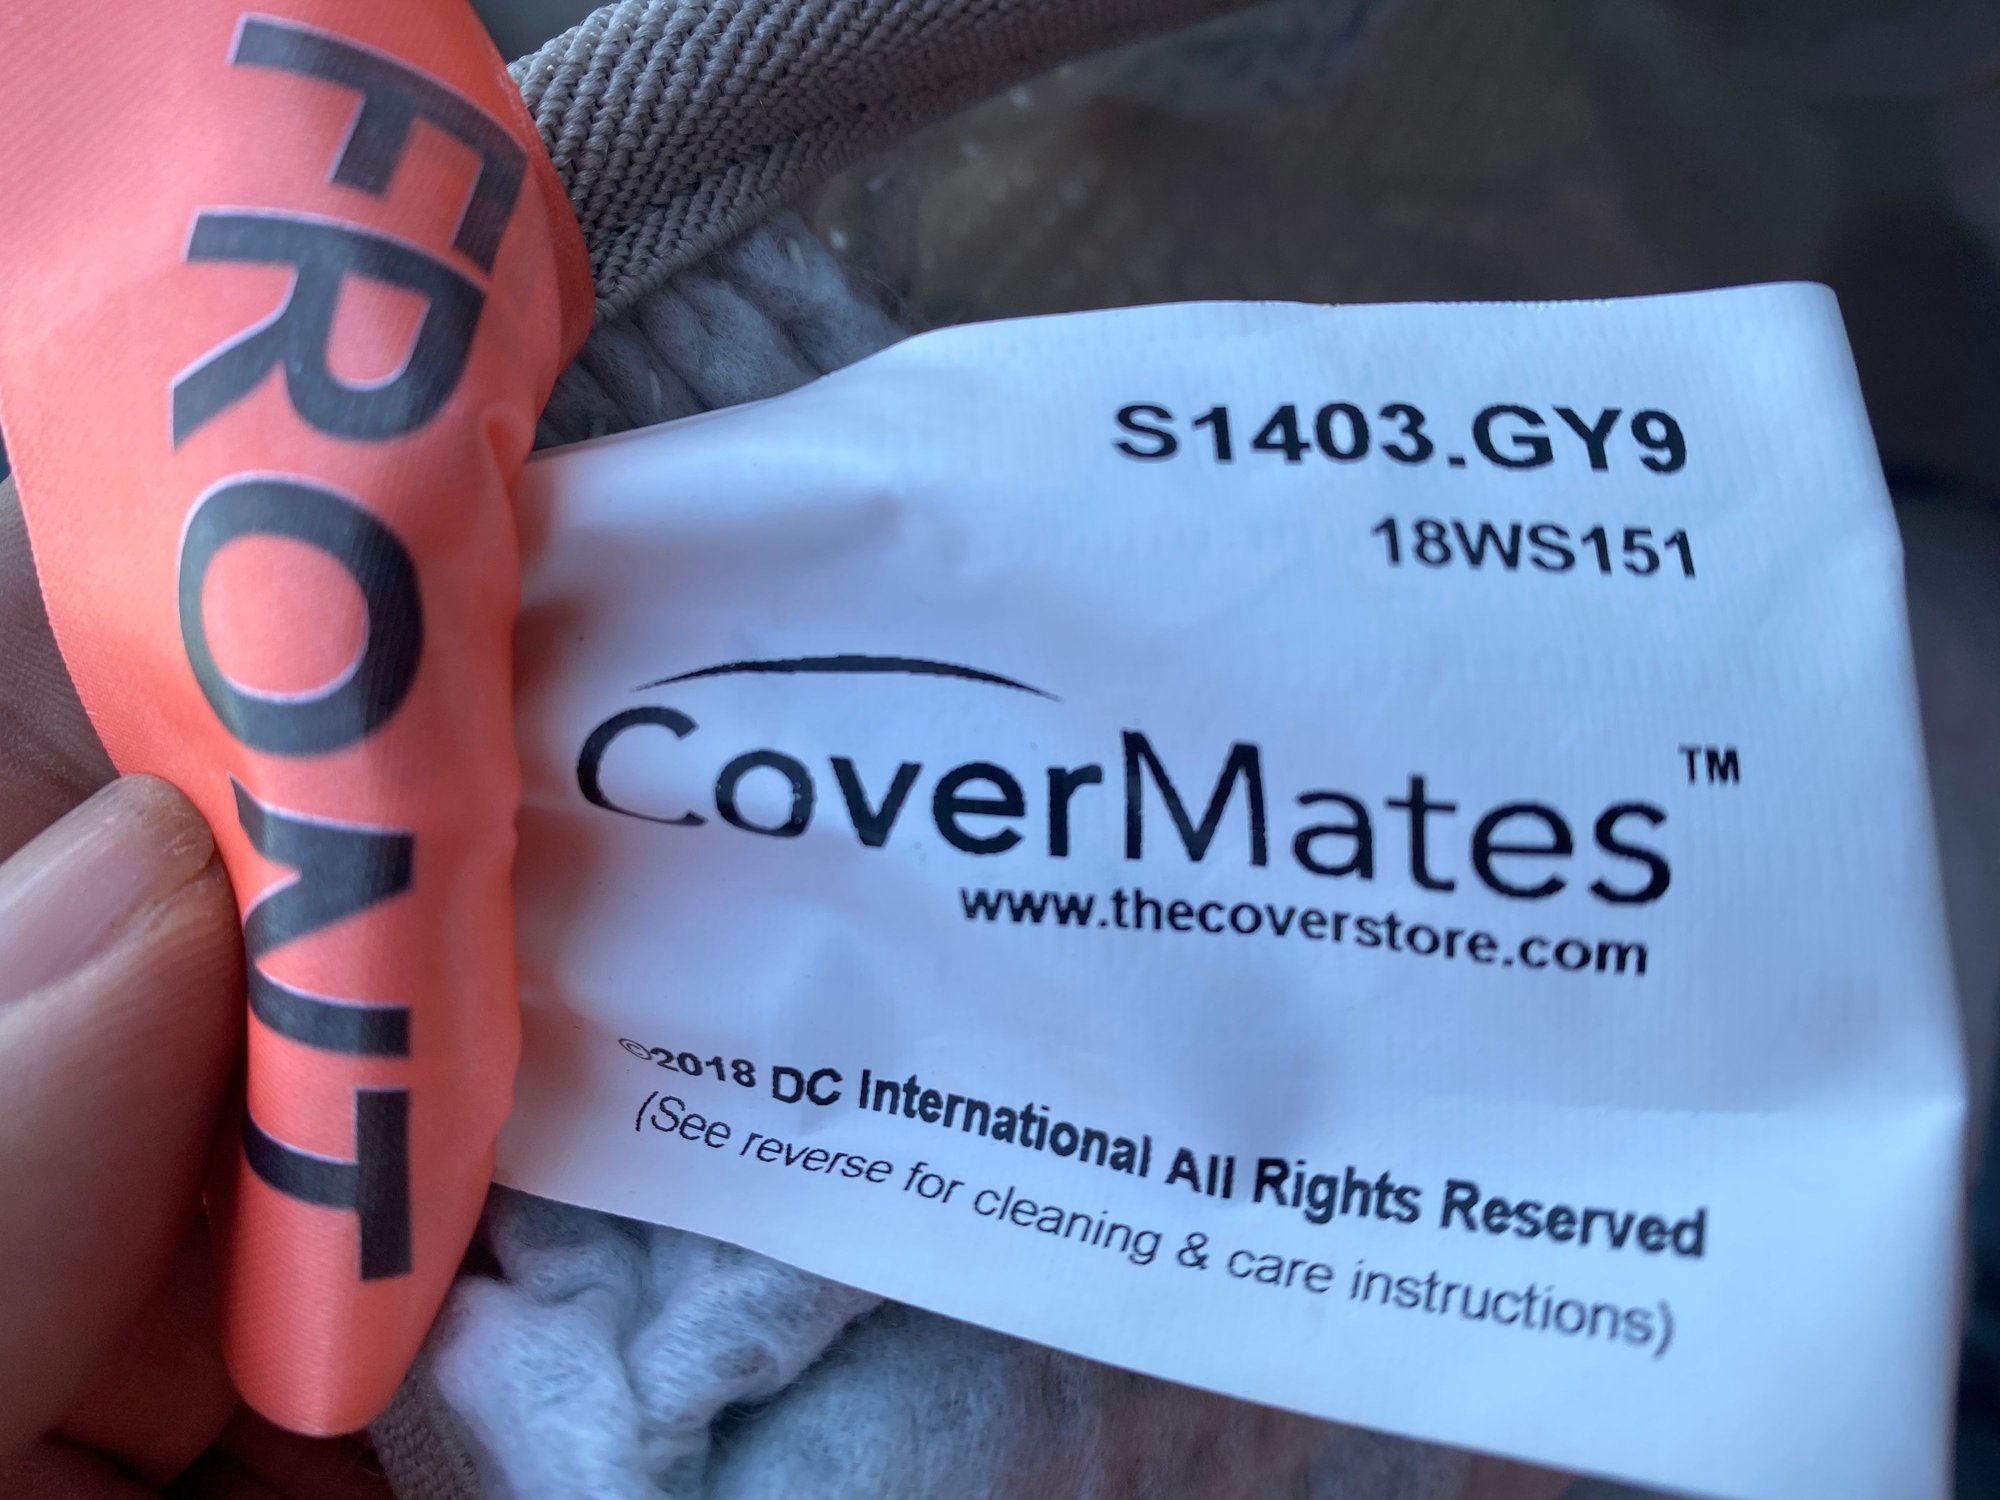 FRONT
S1403.GY9
18WS151
CoverMates™
www.thecoverstore.com
©2018 DC International All Rights Reserved
(See reverse for cleaning & care instructions)